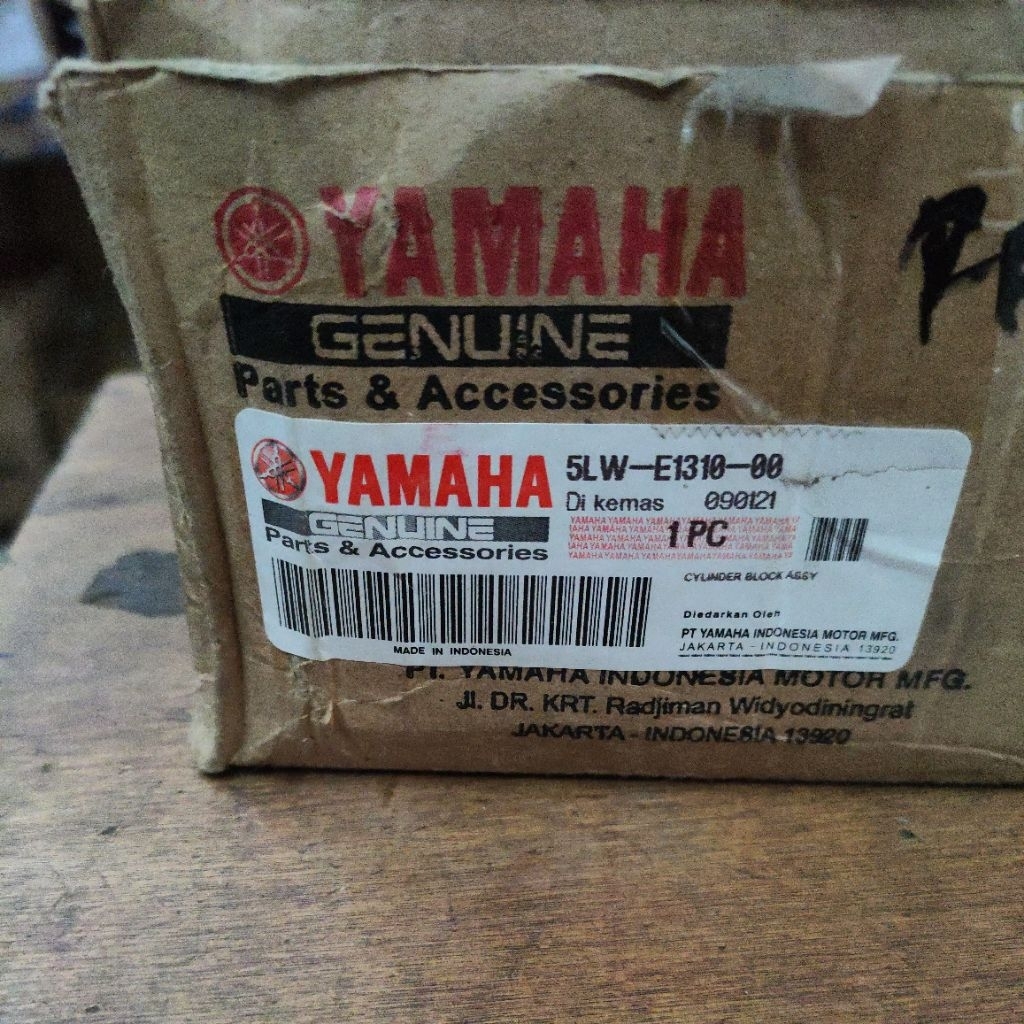 YAMAHA
GENUINE
Parts & Accessories
YAMAHA
GENUINE
Parts & Accessories
5LW-E1310-00
Di kemas 090121
1 PC
CYLINDER BLOCK ASSY
Diedarkan Oleh
PT YAMAHA INDONESIA MOTOR MFG.
JAKARTA - INDONESIA 13920
MADE IN INDONESIA
PT. YAMAHA INDONESIA MOTOR MFG.
Jl. DR. KRT. Radjiman Widyodiningrat
JAKARTA - INDONESIA 13920